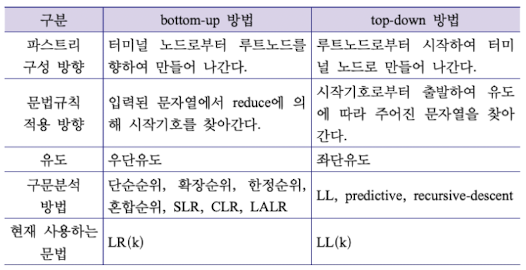 구분 bottom-up 방법 top-down 방법
파스트리 터미널 노드로부터 루트노드를 루트노드로부터 시작하여 터미
구성 방향 향하여 만들어 나간다. 널 노드로 만들어 나간다.
시작기호로부터 출발하여 유도
문법규칙 입력된 문자열에서 reduce에 의 에 따라 주어진 문자열을 찾아
적용 방향 해 시작기호를 찾아간다. 간다.
유도 우단유도 좌단유도
구문분석 단순순위, 확장순위, 한정순위, LL, predictive, recursive-descent
방법 혼합순위, SLR, CLR, LALR
현재 사용하는 LR(k) LL(k)
문법